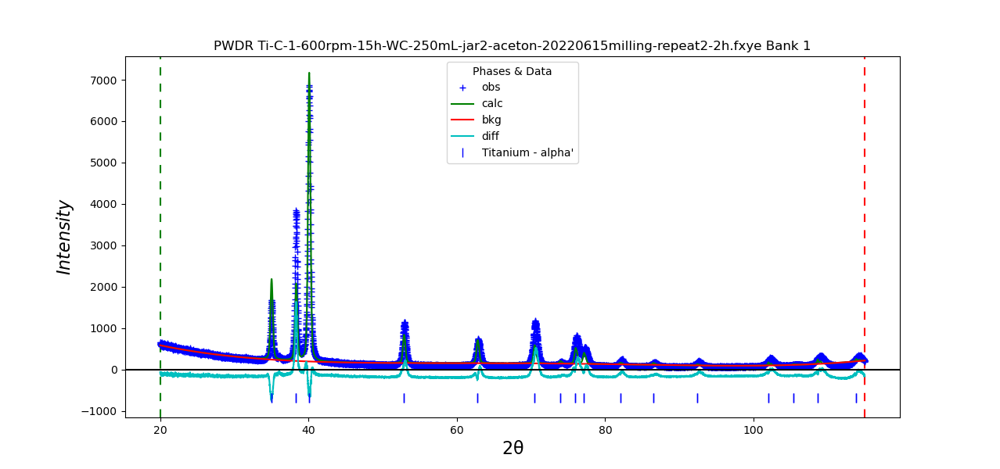 PWDR Ti-C-1-600rpm-15h-WC-250mL-jar2-aceton-20220615milling-repeat2-2h.fxye Bank 1
Phases & Data
obs
calc
bkg
diff
Titanium - alpha'
Intensity
7000
6000
5000
4000
3000
2000
1000
0
−1000
20
40
60
80
100
2θ